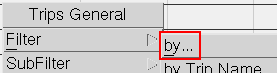 Trips General
Filter
by...
SubFilter
by Trip Name